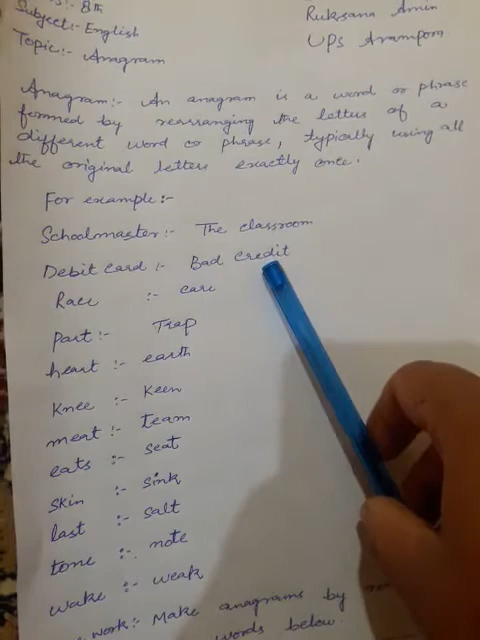 8th
Subject:- English
Topic:- Anagram
Ruksana Amin
UPS Arampora
Anagram:- An anagram is a word or phrase
formed by rearranging the letters of a
different word or phrase, typically using all
the original letters exactly once.
For example:-
Schoolmaster:- The classroom
Debit card :- Bad credit
Race :- care
Part:- Trap
heart :- earth
Knee :- Keen
meat :- team
eats :- seat
Skin :- sink
last :- salt
tone :- note
wake :- weak
work:- Make anagrams by
words below.